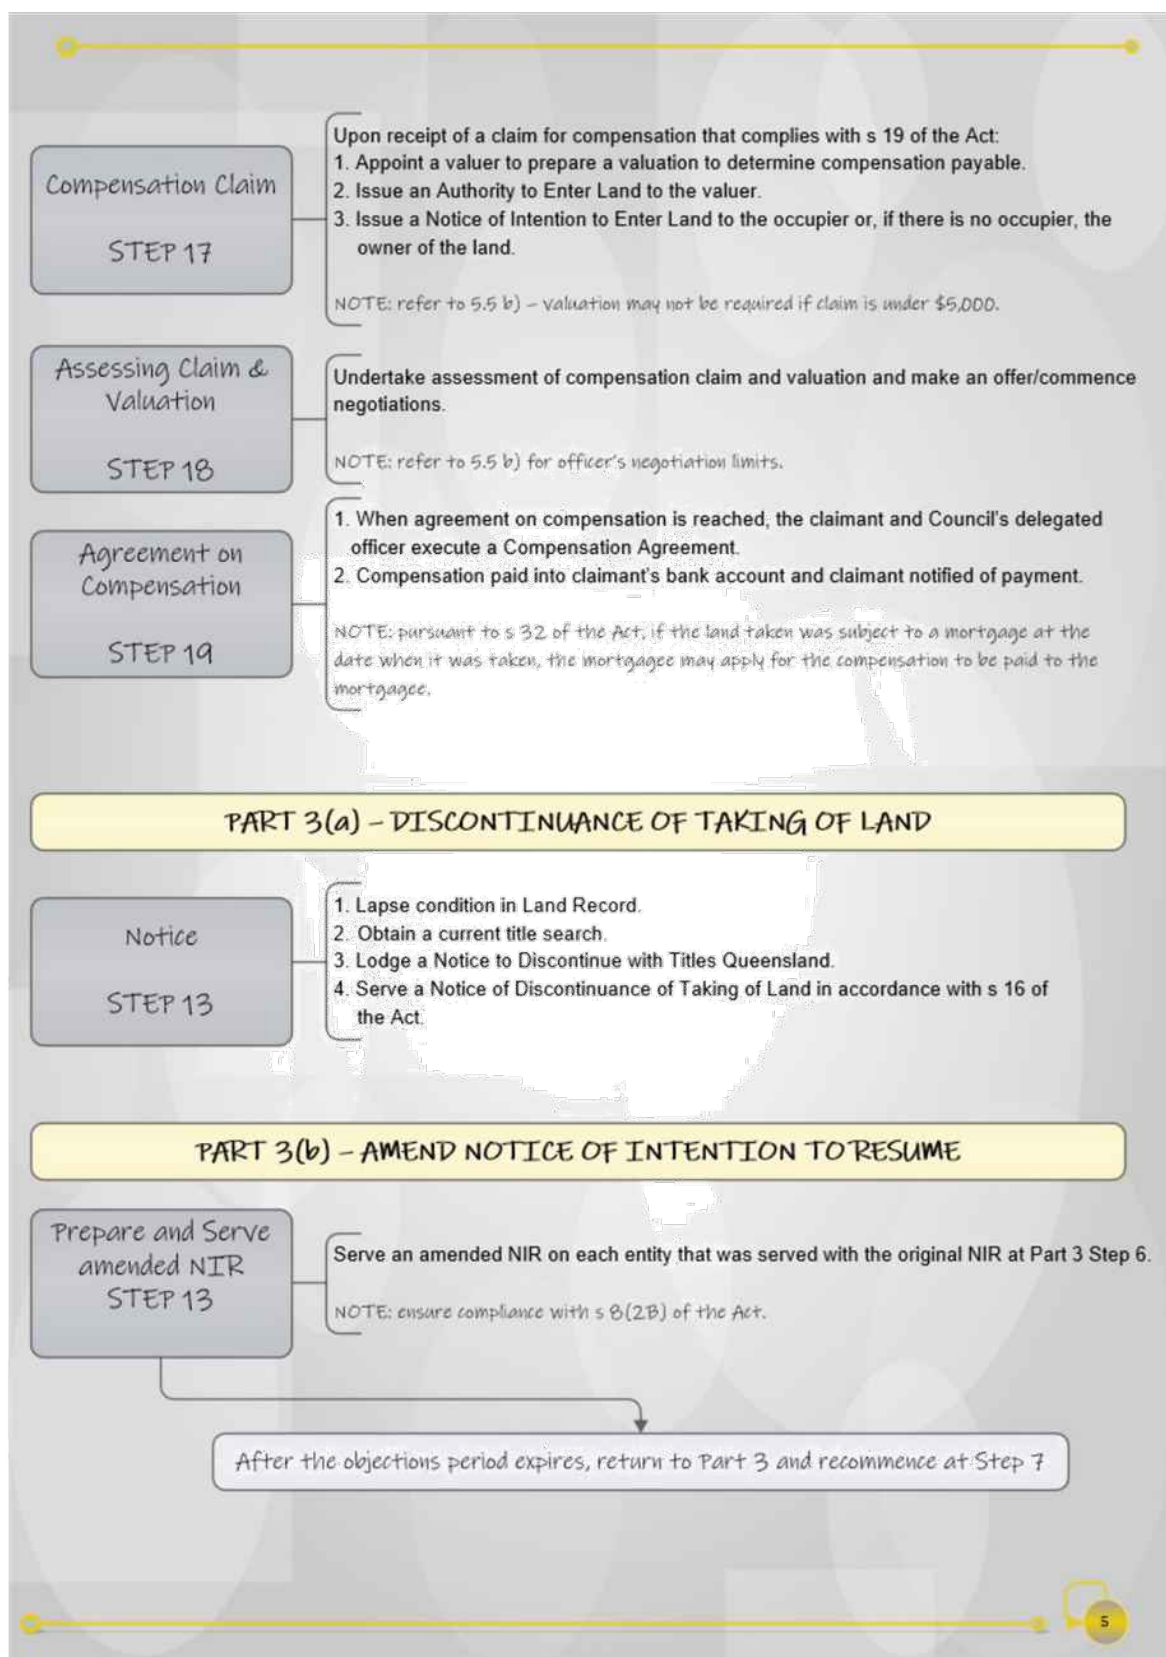 Compensation Claim
STEP 17
Upon receipt of a claim for compensation that complies with s 19 of the Act:
1. Appoint a valuer to prepare a valuation to determine compensation payable.
2. Issue an Authority to Enter Land to the valuer.
3. Issue a Notice of Intention to Enter Land to the occupier or, if there is no occupier, the
owner of the land.
NOTE: refer to 5.5 b) – valuation may not be required if claim is under $5,000.
Assessing Claim &
Valuation
STEP 18
Undertake assessment of compensation claim and valuation and make an offer/commence
negotiations.
NOTE: refer to 5.5 b) for officer's negotiation limits.
Agreement on
Compensation
STEP 19
1. When agreement on compensation is reached, the claimant and Council's delegated
officer execute a Compensation Agreement.
2. Compensation paid into claimant's bank account and claimant notified of payment.
NOTE: pursuant to s 32 of the Act, if the land taken was subject to a mortgage at the
date when it was taken, the mortgagee may apply for the compensation to be paid to the
mortgagee.
PART 3(a) – DISCONTINUANCE OF TAKING OF LAND
Notice
STEP 13
1. Lapse condition in Land Record.
2. Obtain a current title search.
3. Lodge a Notice to Discontinue with Titles Queensland.
4. Serve a Notice of Discontinuance of Taking of Land in accordance with s 16 of
the Act.
PART 3(b) – AMEND NOTICE OF INTENTION TO RESUME
Prepare and Serve
amended NIR
STEP 13
Serve an amended NIR on each entity that was served with the original NIR at Part 3 Step 6.
NOTE: ensure compliance with s 8(2B) of the Act.
After the objections period expires, return to Part 3 and recommence at Step 7
5